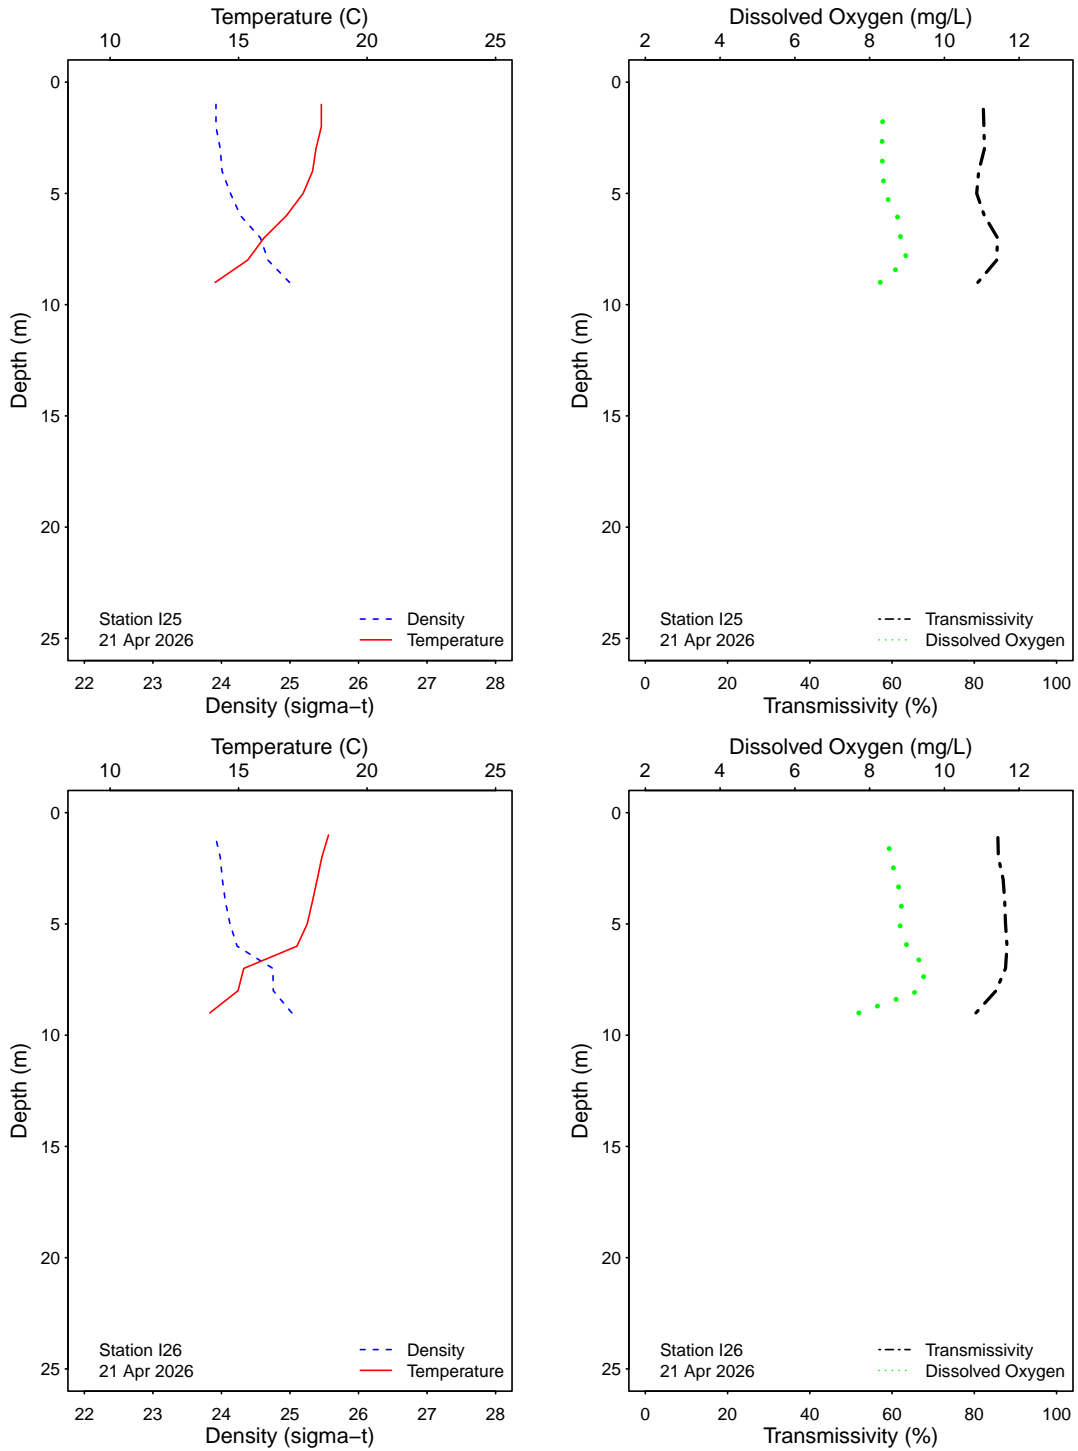 Temperature (C)
10 15 20 25
0
5
10
15
20
25
Depth (m)
Station I25
21 Apr 2026
Density
Temperature
22 23 24 25 26 27 28
Density (sigma−t)
Dissolved Oxygen (mg/L)
2 4 6 8 10 12
0
5
10
15
20
25
Depth (m)
Station I25
21 Apr 2026
Transmissivity
Dissolved Oxygen
0 20 40 60 80 100
Transmissivity (%)
Temperature (C)
10 15 20 25
0
5
10
15
20
25
Depth (m)
Station I26
21 Apr 2026
Density
Temperature
22 23 24 25 26 27 28
Density (sigma−t)
Dissolved Oxygen (mg/L)
2 4 6 8 10 12
0
5
10
15
20
25
Depth (m)
Station I26
21 Apr 2026
Transmissivity
Dissolved Oxygen
0 20 40 60 80 100
Transmissivity (%)